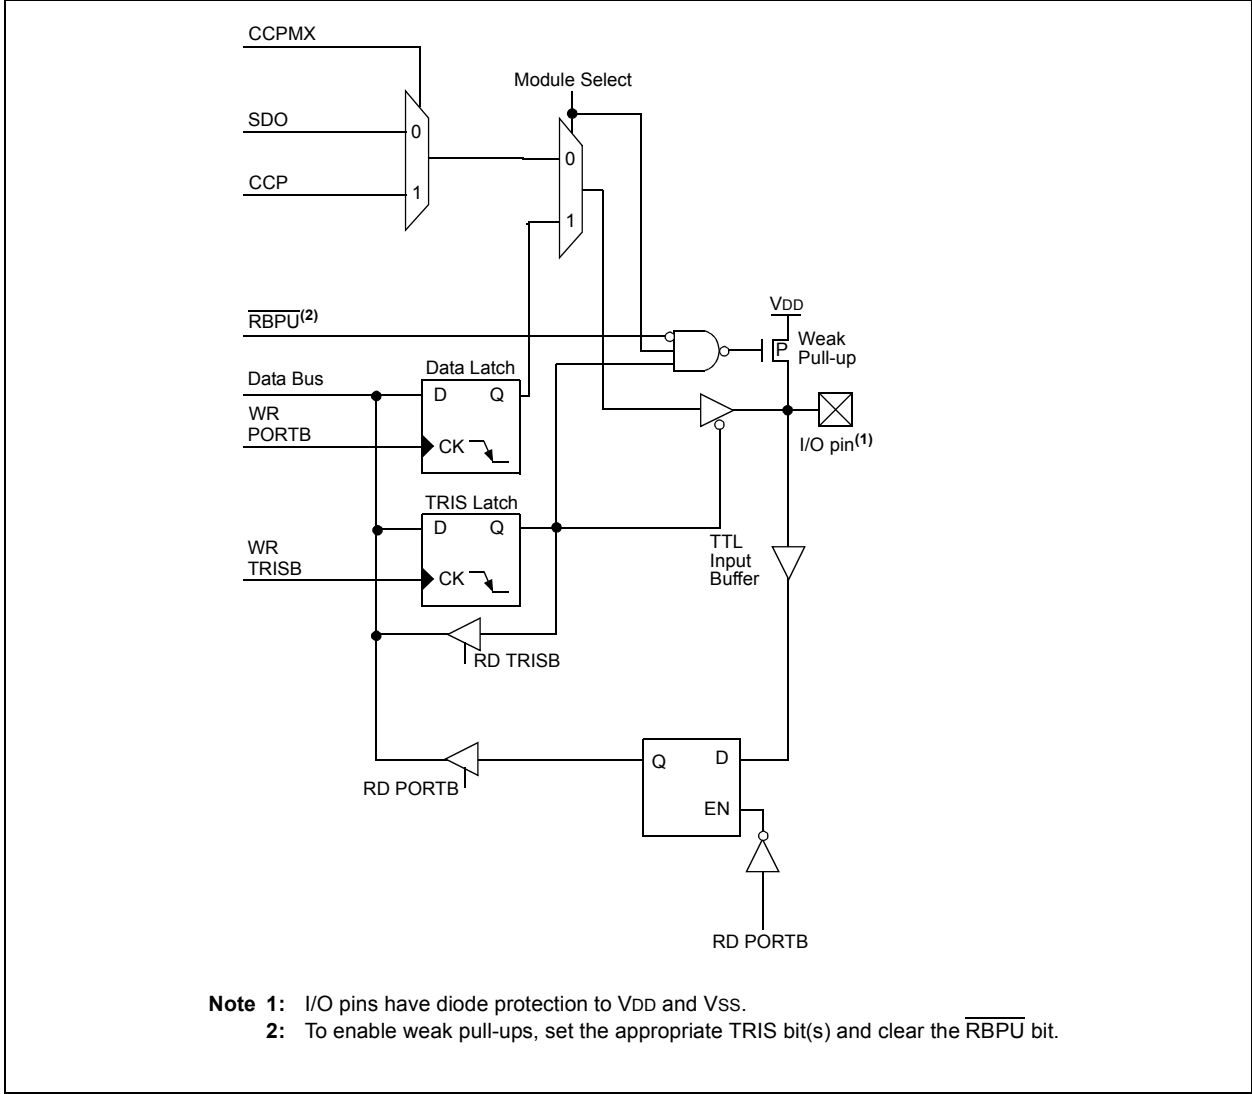 CCPMX
Module Select
SDO
0
0
CCP
1
1
RBPU(2)
VDD
P
Weak
Pull-up
Data Bus
Data Latch
D
Q
WR
PORTB
CK
I/O pin(1)
TRIS Latch
D
Q
WR
TRISB
CK
TTL
Input
Buffer
RD TRISB
Q
D
EN
RD PORTB
RD PORTB
Note 1: I/O pins have diode protection to VDD and VSS.
2: To enable weak pull-ups, set the appropriate TRIS bit(s) and clear the RBPU bit.